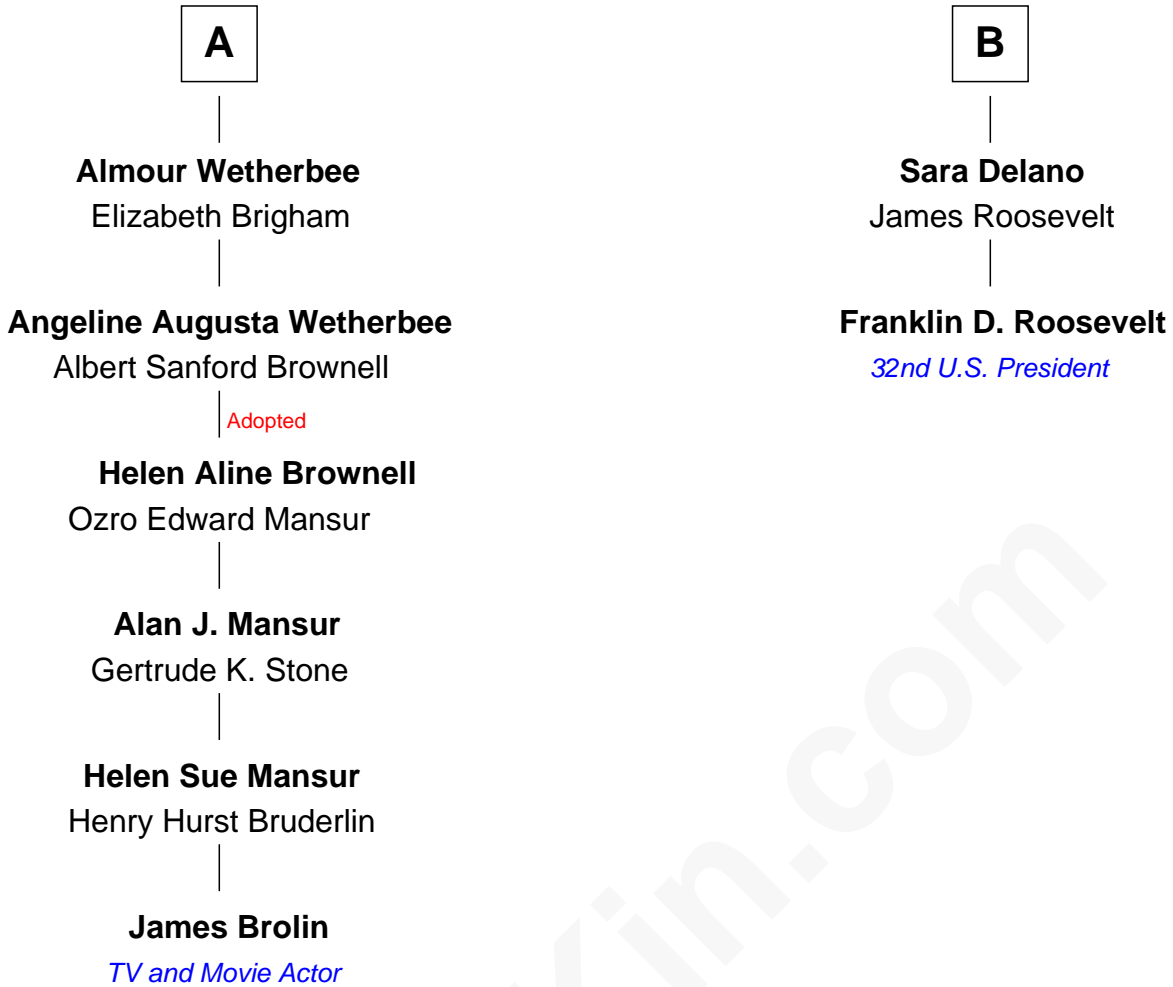 A
B
Almour Wetherbee
Elizabeth Brigham
Sara Delano
James Roosevelt
Angeline Augusta Wetherbee
Albert Sanford Brownell
Franklin D. Roosevelt
32nd U.S. President
Adopted
Helen Aline Brownell
Ozro Edward Mansur
Alan J. Mansur
Gertrude K. Stone
Helen Sue Mansur
Henry Hurst Bruderlin
James Brolin
TV and Movie Actor
Kin.com